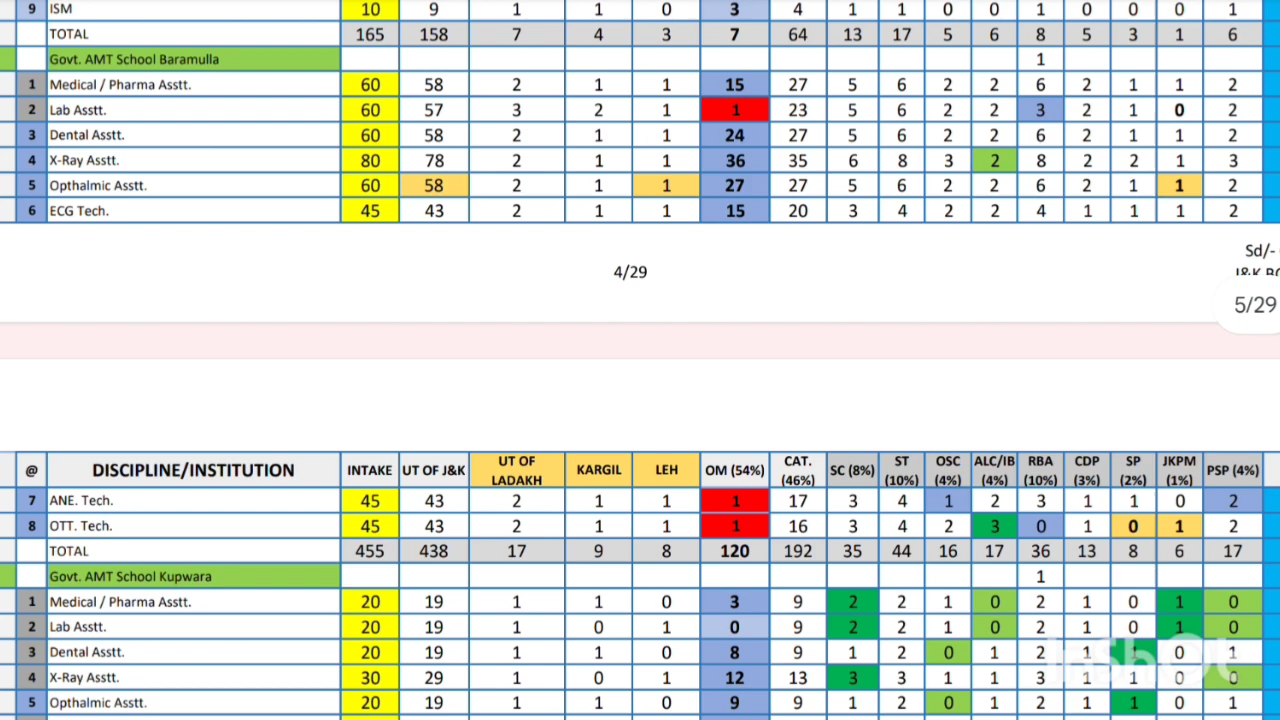 9 ISM 10 9 1 1 0 3 4 1 1 0 0 1 0 0 0 1
TOTAL 165 158 7 4 3 7 64 13 17 5 6 8 5 3 1 6
Govt. AMT School Baramulla 1
1 Medical / Pharma Asstt. 60 58 2 1 1 15 27 5 6 2 2 6 2 1 1 2
2 Lab Asstt. 60 57 3 2 1 1 23 5 6 2 2 3 2 1 0 2
3 Dental Asstt. 60 58 2 1 1 24 27 5 6 2 2 6 2 1 1 2
4 X-Ray Asstt. 80 78 2 1 1 36 35 6 8 3 2 8 2 2 1 3
5 Opthalmic Asstt. 60 58 2 1 1 27 27 5 6 2 2 6 2 1 1 2
6 ECG Tech. 45 43 2 1 1 15 20 3 4 2 2 4 1 1 1 2
Sd/-
4/29
J&K BO
5/29
@ DISCIPLINE/INSTITUTION INTAKE UT OF J&K UT OF LADAKH KARGIL LEH OM (54%) CAT. (46%) SC (8%) ST (10%) OSC (4%) ALC/IB (4%) RBA (10%) CDP (3%) SP (2%) JKPM (1%) PSP (4%)
7 ANE. Tech. 45 43 2 1 1 1 17 3 4 1 2 3 1 1 0 2
8 OTT. Tech. 45 43 2 1 1 1 16 3 4 2 3 0 1 0 1 2
TOTAL 455 438 17 9 8 120 192 35 44 16 17 36 13 8 6 17
Govt. AMT School Kupwara 1
1 Medical / Pharma Asstt. 20 19 1 1 0 3 9 2 2 1 0 2 1 0 1 0
2 Lab Asstt. 20 19 1 0 1 0 9 2 2 1 0 2 1 0 1 0
3 Dental Asstt. 20 19 1 1 0 8 9 1 2 0 1 2 1 1 0 1
4 X-Ray Asstt. 30 29 1 0 1 12 13 3 3 1 1 3 1 0
5 Opthalmic Asstt. 20 19 1 1 0 9 9 1 2 0 1 2 1 1 0 1
InShOt